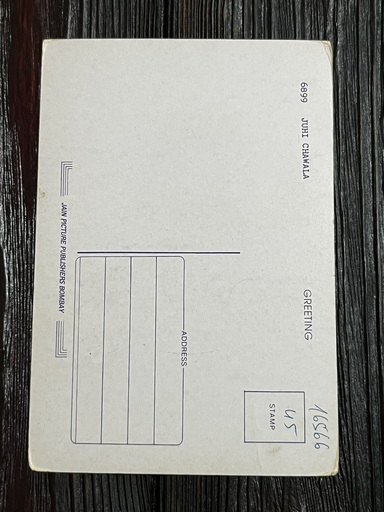 6899 JUHI CHAWALA
GREETING
16566
45
STAMP
ADDRESS
JAIN PICTURE PUBLISHERS BOMBAY